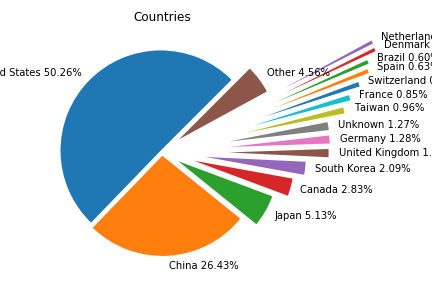 Countries
d States 50.26%
Other 4.56%
Netherland
Denmark
Brazil 0.60%
Spain 0.63%
Switzerland 0
France 0.85%
Taiwan 0.96%
Unknown 1.27%
Germany 1.28%
United Kingdom 1.
South Korea 2.09%
Canada 2.83%
Japan 5.13%
China 26.43%